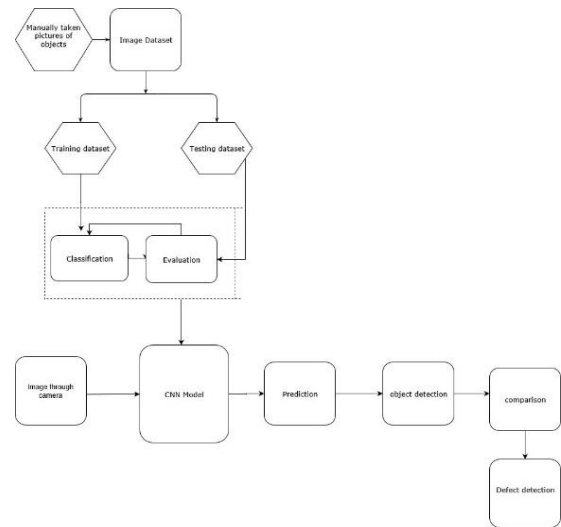 Manually taken
pictures of
objects
Image Dataset
Training dataset
Testing dataset
Classification
Evaluation
Image through
camera
CNN Model
Prediction
object detection
comparison
Defect detection